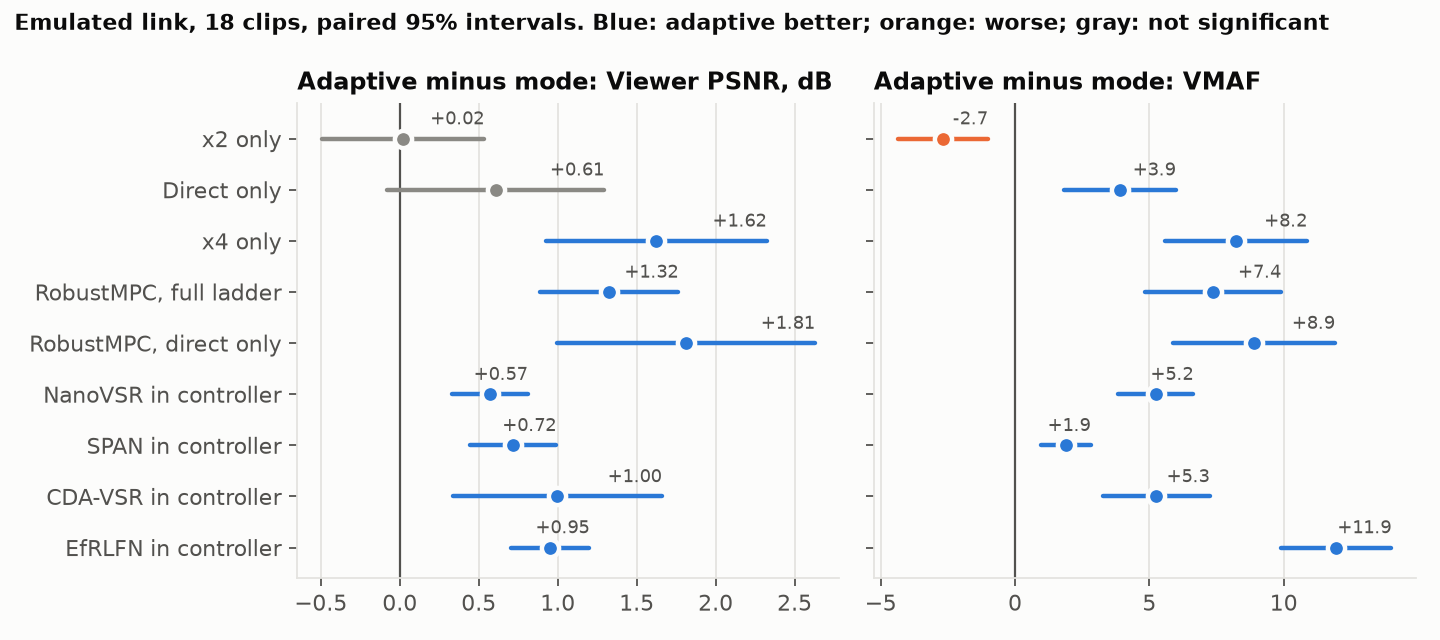 Emulated link, 18 clips, paired 95% intervals. Blue: adaptive better; orange: worse; gray: not significant
Adaptive minus mode: Viewer PSNR, dB
Adaptive minus mode: VMAF
x2 only
+0.02
-2.7
Direct only
+0.61
+3.9
x4 only
+1.62
+8.2
RobustMPC, full ladder
+1.32
+7.4
RobustMPC, direct only
+1.81
+8.9
NanoVSR in controller
+0.57
+5.2
SPAN in controller
+0.72
+1.9
CDA-VSR in controller
+1.00
+5.3
EfRLFN in controller
+0.95
+11.9
−0.5 0.0 0.5 1.0 1.5 2.0 2.5
−5 0 5 10